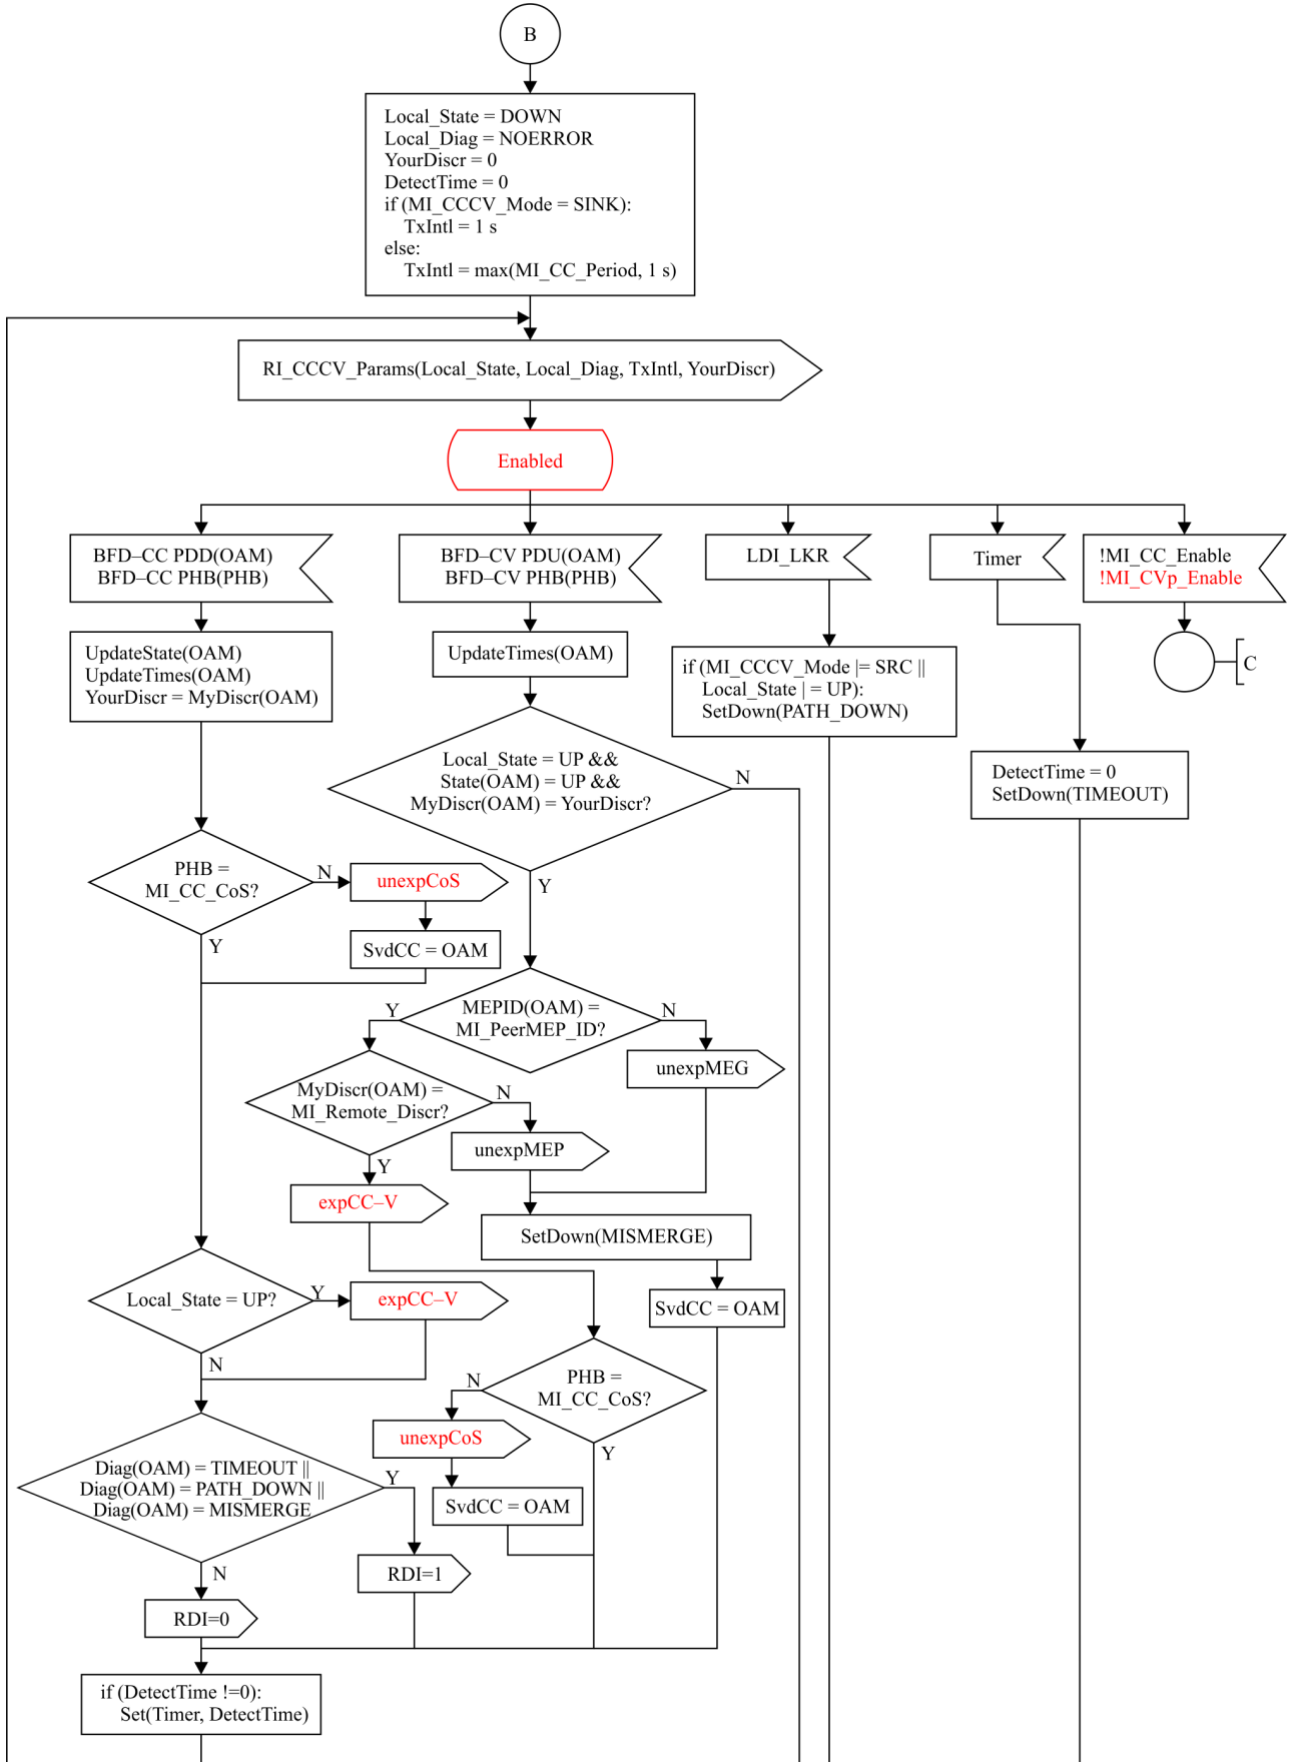 B
Local_State = DOWN
Local_Diag = NOERROR
YourDiscr = 0
DetectTime = 0
if (MI_CCCV_Mode = SINK):
TxIntl = 1 s
else:
TxIntl = max(MI_CC_Period, 1 s)
RI_CCCV_Params(Local_State, Local_Diag, TxIntl, YourDiscr)
Enabled
BFD–CC PDD(OAM)
BFD–CC PHB(PHB)
BFD–CV PDU(OAM)
BFD–CV PHB(PHB)
LDI_LKR
Timer
!MI_CC_Enable
!MI_CVp_Enable
UpdateState(OAM)
UpdateTimes(OAM)
YourDiscr = MyDiscr(OAM)
UpdateTimes(OAM)
if (MI_CCCV_Mode |= SRC ||
Local_State | = UP):
SetDown(PATH_DOWN)
C
Local_State = UP &&
State(OAM) = UP &&
MyDiscr(OAM) = YourDiscr?
N
Y
DetectTime = 0
SetDown(TIMEOUT)
PHB =
MI_CC_CoS?
N
Y
unexpCoS
SvdCC = OAM
MEPID(OAM) =
MI_PeerMEP_ID?
Y
N
unexpMEG
MyDiscr(OAM) =
MI_Remote_Discr?
N
Y
unexpMEP
expCC–V
SetDown(MISMERGE)
SvdCC = OAM
Local_State = UP?
Y
N
expCC–V
PHB =
MI_CC_CoS?
N
Y
unexpCoS
SvdCC = OAM
Diag(OAM) = TIMEOUT ||
Diag(OAM) = PATH_DOWN ||
Diag(OAM) = MISMERGE
Y
N
RDI=1
RDI=0
if (DetectTime !=0):
Set(Timer, DetectTime)